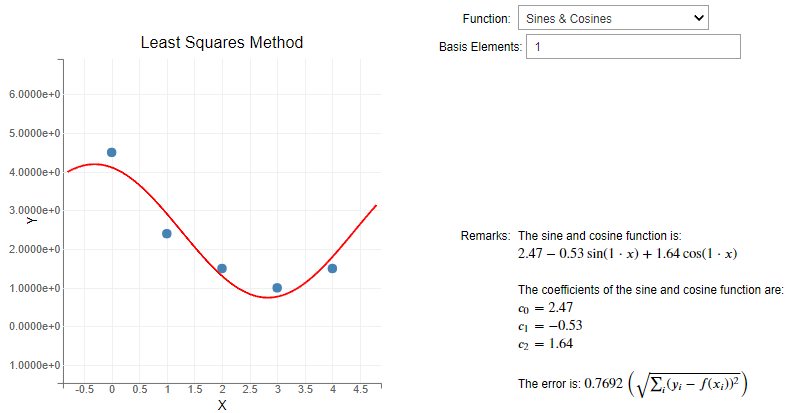 Function: Sines & Cosines
Basis Elements: 1
Least Squares Method
6.0000e+0
5.0000e+0
4.0000e+0
3.0000e+0
Y
2.0000e+0
1.0000e+0
0.0000e+0
1.0000e+0
-0.5 0 0.5 1 1.5 2 2.5 3 3.5 4 4.5
X
Remarks: The sine and cosine function is:
2.47 − 0.53 sin(1 · x) + 1.64 cos(1 · x)
The coefficients of the sine and cosine function are:
c₀ = 2.47
c₁ = −0.53
c₂ = 1.64
The error is: 0.7692 (√∑ᵢ(yᵢ − f(xᵢ))²)